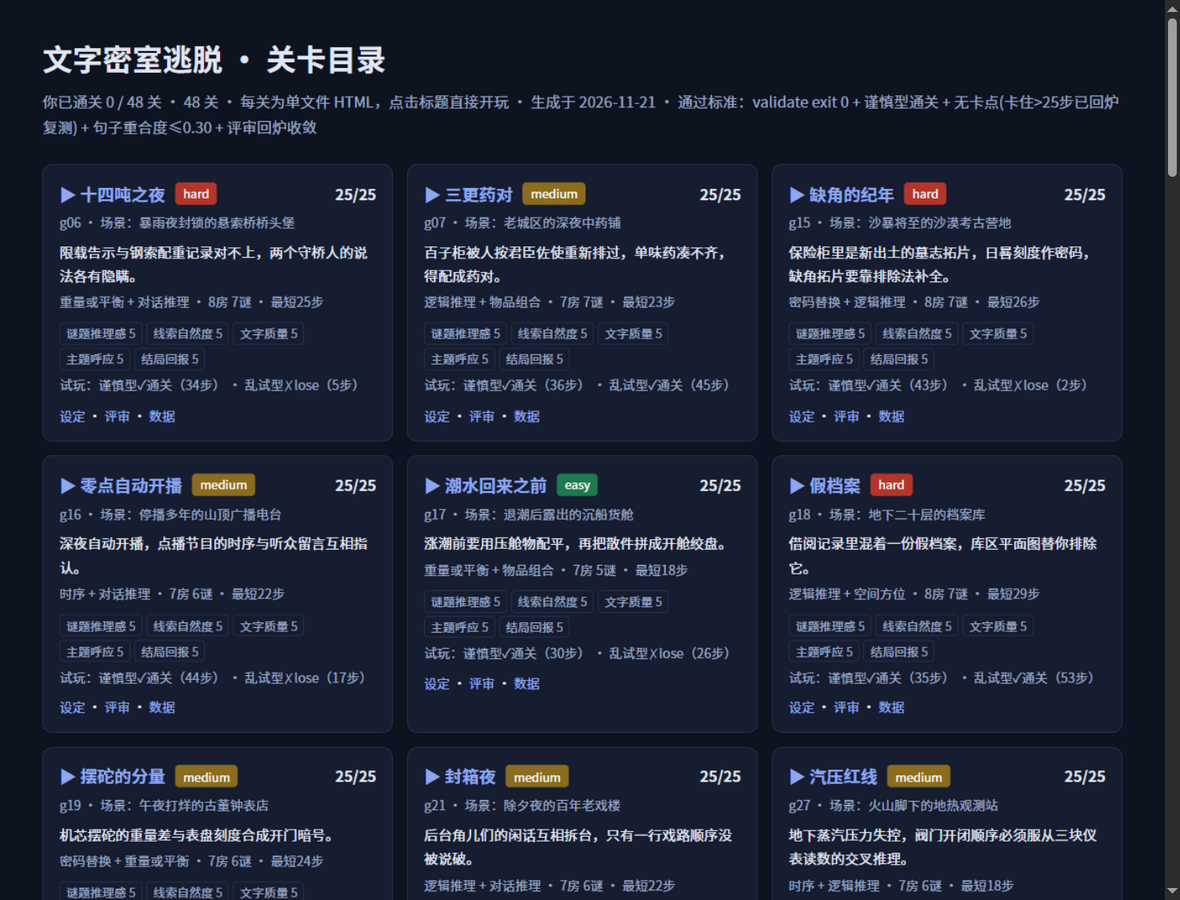 文字密室逃脱 · 关卡目录
你已通关 0 / 48 关 · 48 关 · 每关为单文件 HTML，点击标题直接开玩 · 生成于 2026-11-21 · 通过标准：validate exit 0 + 谨慎型通关 + 无卡点(卡住>25步已回炉
复测) + 句子重合度≤0.30 + 评审回炉收敛
▶ 十四吨之夜 hard 25/25
g06 · 场景：暴雨夜封锁的悬索桥桥头堡
限载告示与钢索配重记录对不上，两个守桥人的说
法各有隐瞒。
重量或平衡 + 对话推理 · 8房 7谜 · 最短25步
谜题推理感 5 线索自然度 5 文字质量 5
主题呼应 5 结局回报 5
试玩：谨慎型✓通关（34步） · 乱试型✗lose（5步）
设定 · 评审 · 数据
▶ 三更药对 medium 25/25
g07 · 场景：老城区的深夜中药铺
百子柜被人按君臣佐使重新排过，单味药凑不齐，
得配成药对。
逻辑推理 + 物品组合 · 7房 7谜 · 最短23步
谜题推理感 5 线索自然度 5 文字质量 5
主题呼应 5 结局回报 5
试玩：谨慎型✓通关（36步） · 乱试型✓通关（45步）
设定 · 评审 · 数据
▶ 缺角的纪年 hard 25/25
g15 · 场景：沙暴将至的沙漠考古营地
保险柜里是新出土的墓志拓片，日晷刻度作密码，
缺角拓片要靠排除法补全。
密码替换 + 逻辑推理 · 8房 7谜 · 最短26步
谜题推理感 5 线索自然度 5 文字质量 5
主题呼应 5 结局回报 5
试玩：谨慎型✓通关（43步） · 乱试型✗lose（2步）
设定 · 评审 · 数据
▶ 零点自动开播 medium 25/25
g16 · 场景：停播多年的山顶广播电台
深夜自动开播，点播节目的时序与听众留言互相指
认。
时序 + 对话推理 · 7房 6谜 · 最短22步
谜题推理感 5 线索自然度 5 文字质量 5
主题呼应 5 结局回报 5
试玩：谨慎型✓通关（44步） · 乱试型✗lose（17步）
设定 · 评审 · 数据
▶ 潮水回来之前 easy 25/25
g17 · 场景：退潮后露出的沉船货舱
涨潮前要用压舱物配平，再把散件拼成开舱绞盘。
重量或平衡 + 物品组合 · 7房 5谜 · 最短18步
谜题推理感 5 线索自然度 5 文字质量 5
主题呼应 5 结局回报 5
试玩：谨慎型✓通关（30步） · 乱试型✗lose（26步）
设定 · 评审 · 数据
▶ 假档案 hard 25/25
g18 · 场景：地下二十层的档案库
借阅记录里混着一份假档案，库区平面图替你排除
它。
逻辑推理 + 空间方位 · 8房 7谜 · 最短29步
谜题推理感 5 线索自然度 5 文字质量 5
主题呼应 5 结局回报 5
试玩：谨慎型✓通关（35步） · 乱试型✓通关（53步）
设定 · 评审 · 数据
▶ 摆砣的分量 medium 25/25
g19 · 场景：午夜打烊的古董钟表店
机芯摆砣的重量差与表盘刻度合成开门暗号。
密码替换 + 重量或平衡 · 7房 6谜 · 最短24步
谜题推理感 5 线索自然度 5 文字质量 5
▶ 封箱夜 medium 25/25
g21 · 场景：除夕夜的百年老戏楼
后台角儿们的闲话互相拆台，只有一行戏路顺序没
被说破。
逻辑推理 + 对话推理 · 7房 6谜 · 最短22步
▶ 汽压红线 medium 25/25
g27 · 场景：火山脚下的地热观测站
地下蒸汽压力失控，阀门开闭顺序必须服从三块仪
表读数的交叉推理。
时序 + 逻辑推理 · 7房 6谜 · 最短18步